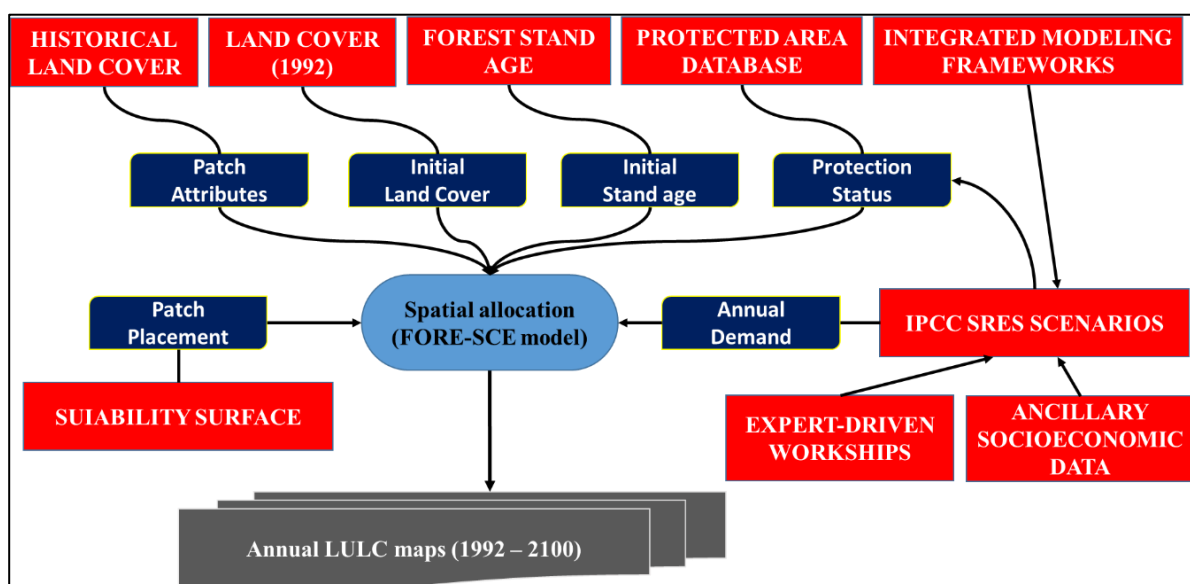 HISTORICAL
LAND COVER
LAND COVER
(1992)
FOREST STAND
AGE
PROTECTED AREA
DATABASE
INTEGRATED MODELING
FRAMEWORKS
Patch
Attributes
Initial
Land Cover
Initial
Stand age
Protection
Status
Patch
Placement
Spatial allocation
(FORE-SCE model)
Annual
Demand
IPCC SRES SCENARIOS
SUIABILITY SURFACE
EXPERT-DRIVEN
WORKSHIPS
ANCILLARY
SOCIOECONOMIC
DATA
Annual LULC maps (1992 – 2100)